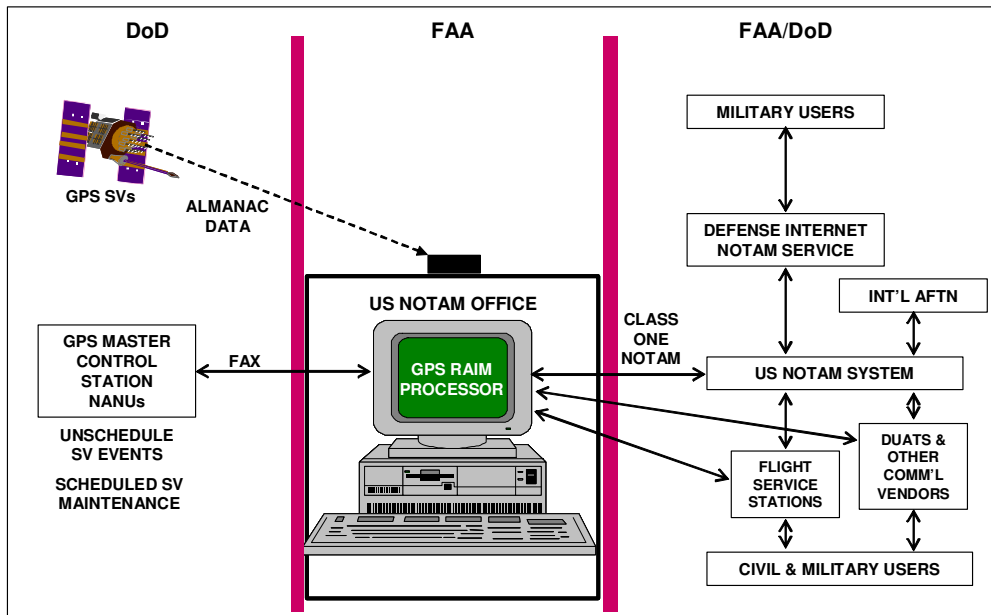 DoD
FAA
FAA/DoD
GPS SVs
ALMANAC
DATA
GPS MASTER
CONTROL
STATION
NANUs
UNSCHEDULE
SV EVENTS
SCHEDULED SV
MAINTENANCE
FAX
US NOTAM OFFICE
GPS RAIM
PROCESSOR
CLASS
ONE
NOTAM
MILITARY USERS
DEFENSE INTERNET
NOTAM SERVICE
INT'L AFTN
US NOTAM SYSTEM
FLIGHT
SERVICE
STATIONS
DUATS &
OTHER
COMM'L
VENDORS
CIVIL & MILITARY USERS